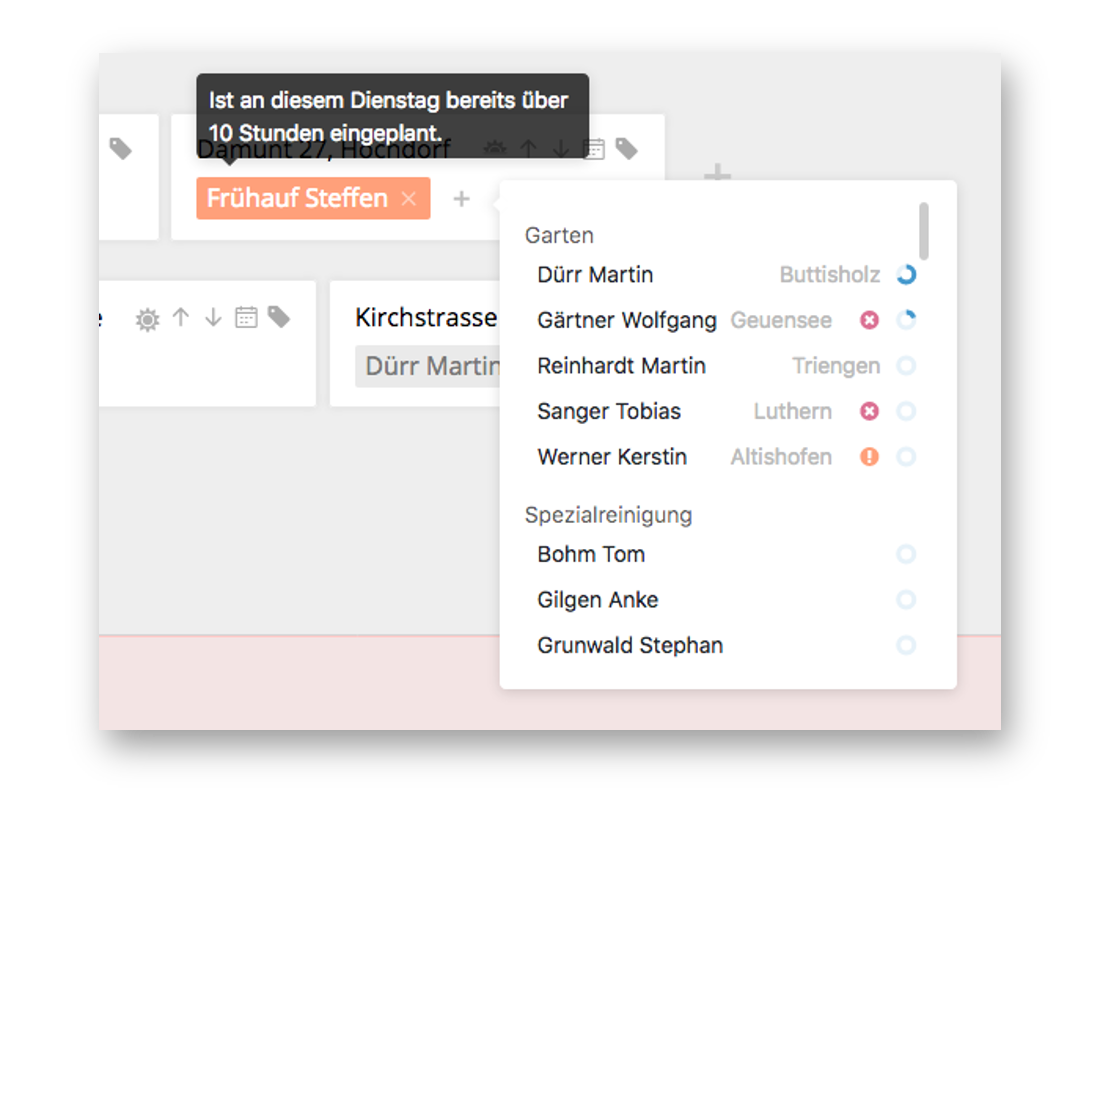 Ist an diesem Dienstag bereits über
10 Stunden eingeplant.
Damunt 27, Hochdorf
Frühauf Steffen
Garten
Dürr Martin Buttisholz
Gärtner Wolfgang Geuensee
Reinhardt Martin Triengen
Sanger Tobias Luthern
Werner Kerstin Altishofen
Spezialreinigung
Bohm Tom
Gilgen Anke
Grunwald Stephan
Kirchstrasse
Dürr Martin